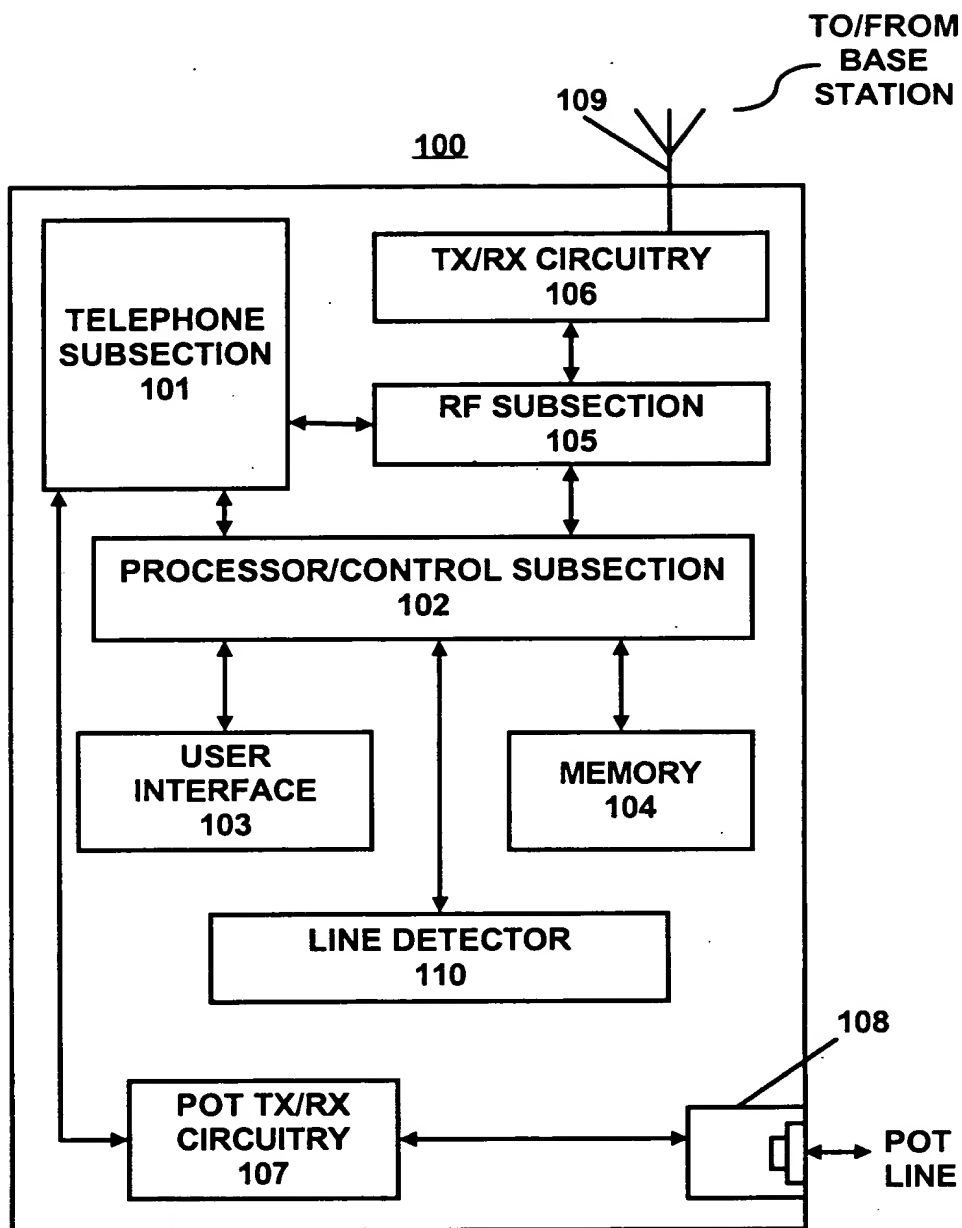 TO/FROM
BASE
STATION
109
100
TX/RX CIRCUITRY
106
TELEPHONE
SUBSECTION
101
RF SUBSECTION
105
PROCESSOR/CONTROL SUBSECTION
102
USER
INTERFACE
103
MEMORY
104
LINE DETECTOR
110
108
POT TX/RX
CIRCUITRY
107
POT
LINE